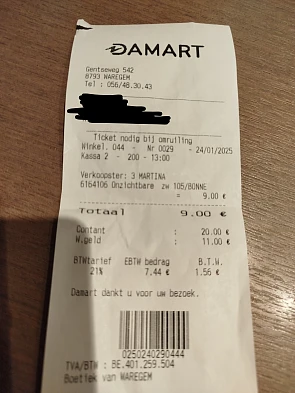 DAMART
Gentseweg 542
8793 WAREGEM
Tel : 056/48.30.43
Ticket nodig bij omruiling
Winkel. 044 - Nr 0029 - 24/01/2025
Kassa 2 - 200 - 13:00
Verkoopster: 3 MARTINA
6164106 Onzichtbare zw 105/BONNE
= 9.00 €
Totaal 9.00 €
Contant : 20.00 €
W.geld : 11.00 €
BTWtarief EBTW bedrag B.T.W.
21% 7.44 € 1.56 €
Damart dankt u voor uw bezoek.
0250240290444
TVA/BTW : BE.401.259.504
Boetiek van WAREGEM